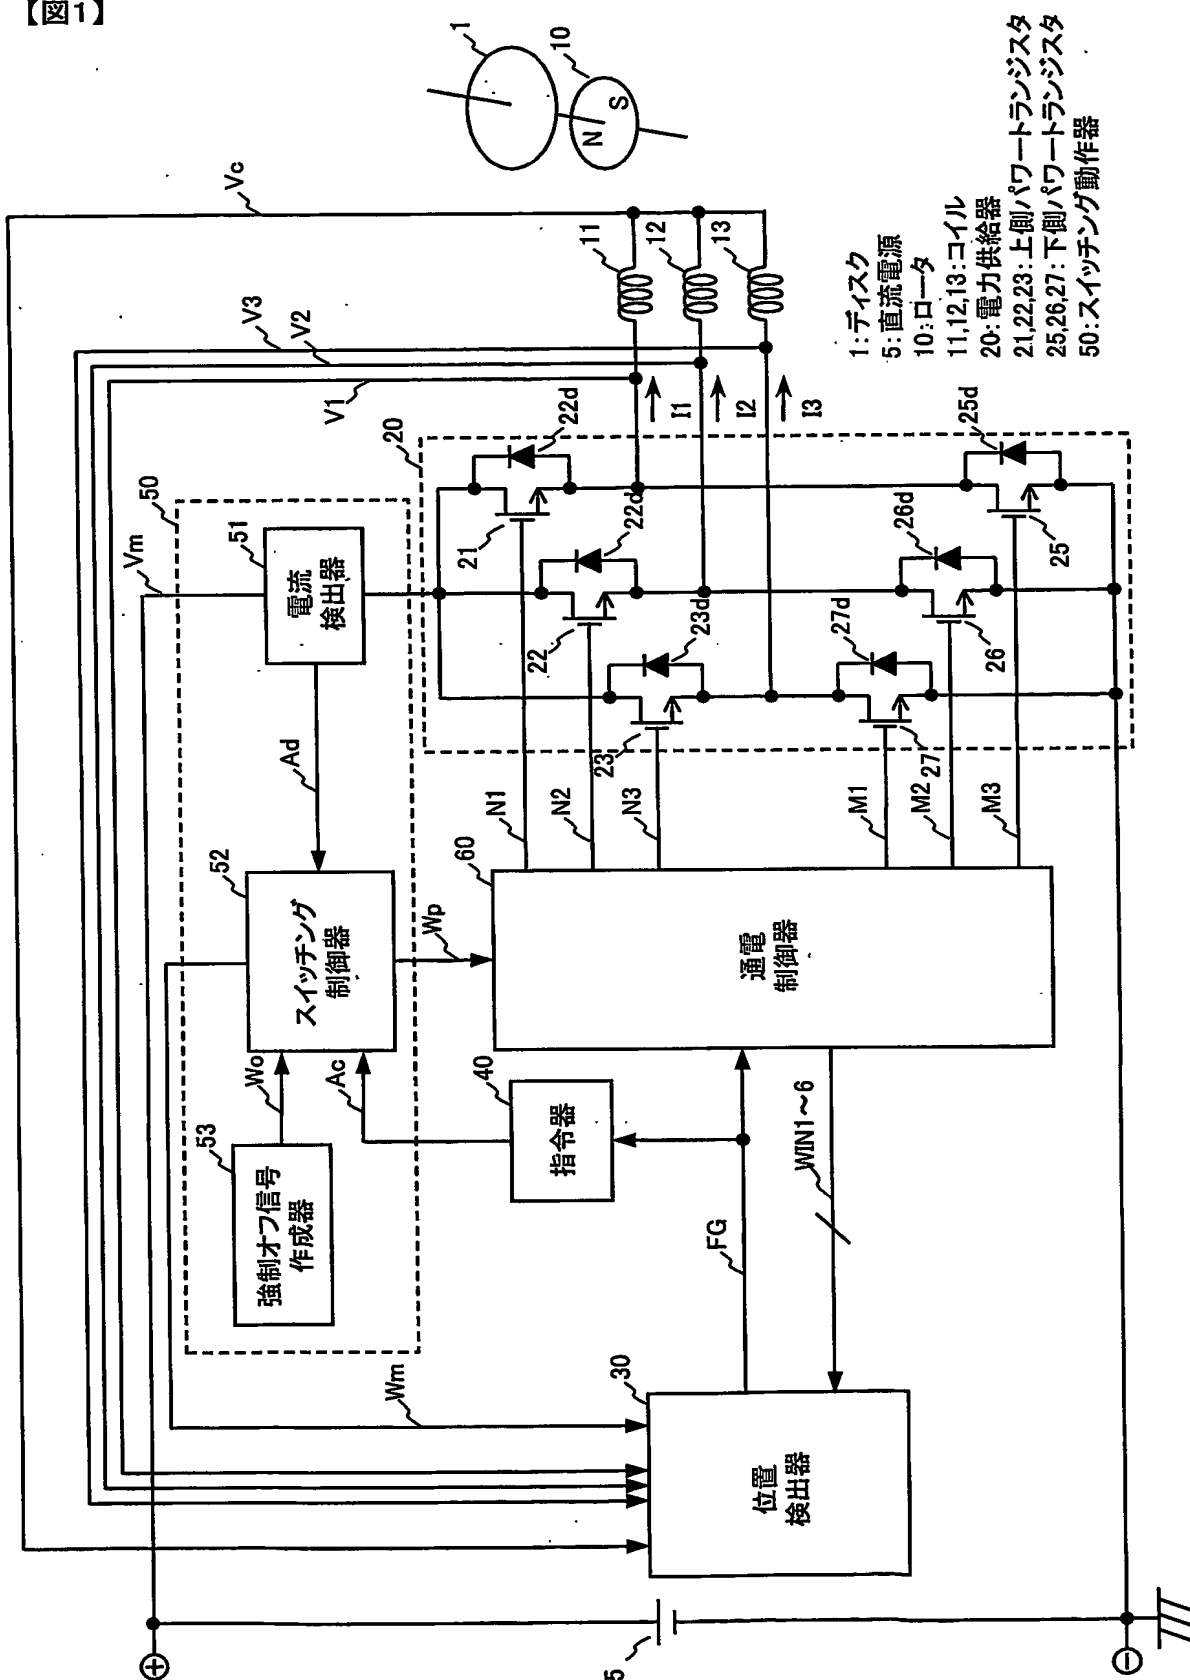 【図1】
1
10
N
S
Vc
11
12
13
V3
V2
V1
I1
I2
I3
1:ディスク
5:直流電源
10:ロータ
11,12,13:コイル
20:電力供給器
21,22,23:上側パワートランジスタ
25,26,27:下側パワートランジスタ
50:スイッチング動作器
20
22d
21
22d
22
23d
23
25d
25
26d
26
27d
27
50
Vm
51
電流
検出器
Ad
52
スイッチング
制御器
Wp
Wo
Ac
53
強制オフ信号
作成器
N1
N2
N3
M1
M2
M3
60
通電
制御器
40
指令器
FG
WIN1～6
Wm
30
位置
検出器
5
⊕
⊖